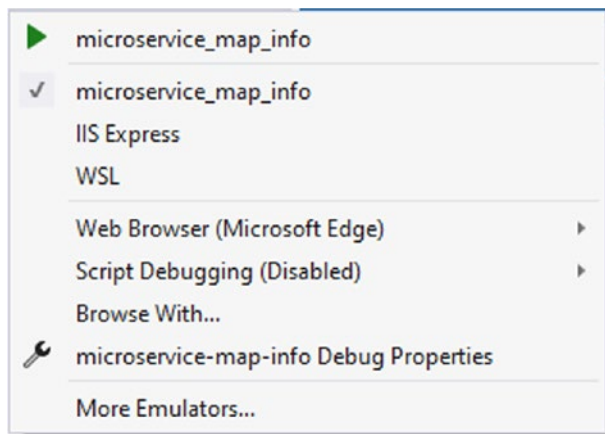 microservice_map_info
microservice_map_info
IIS Express
WSL
Web Browser (Microsoft Edge)
Script Debugging (Disabled)
Browse With...
microservice-map-info Debug Properties
More Emulators...